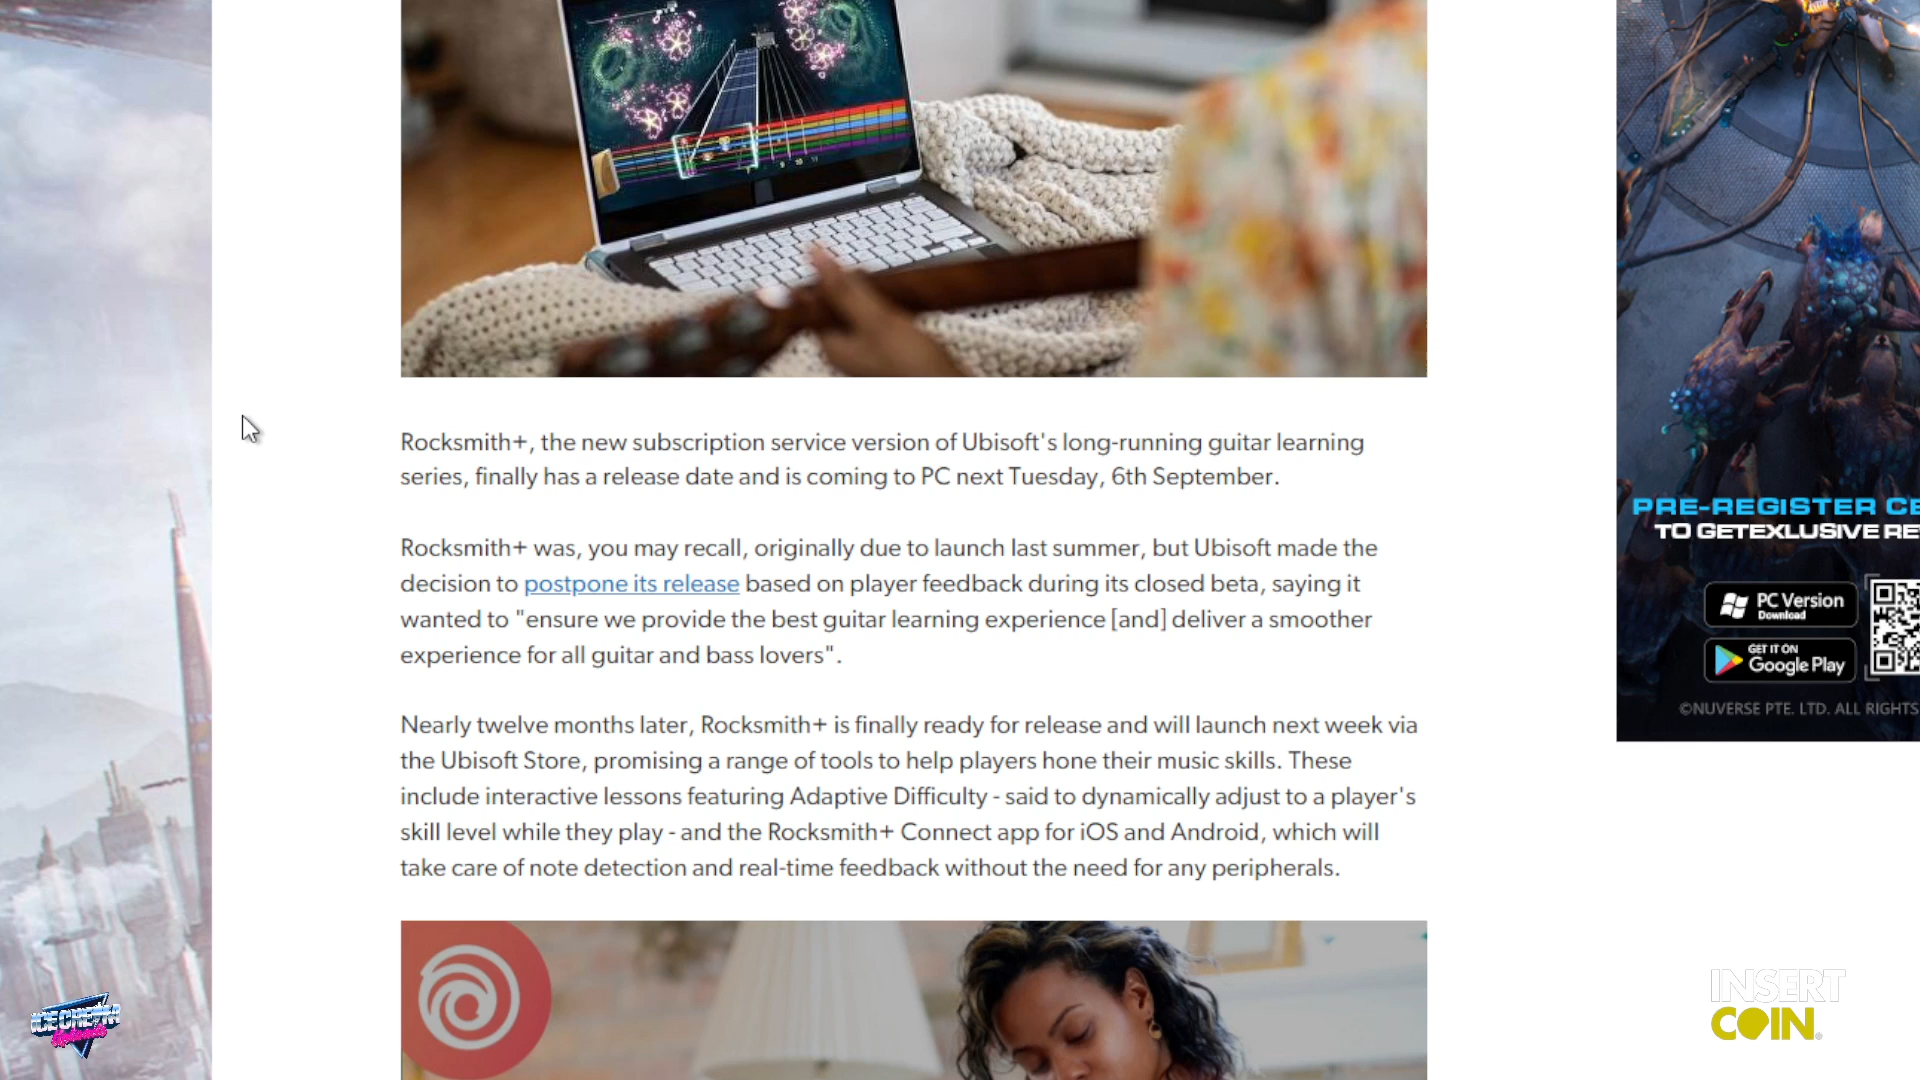 Rocksmith+, the new subscription service version of Ubisoft's long-running guitar learning
series, finally has a release date and is coming to PC next Tuesday, 6th September.
Rocksmith+ was, you may recall, originally due to launch last summer, but Ubisoft made the
decision to postpone its release based on player feedback during its closed beta, saying it
wanted to "ensure we provide the best guitar learning experience [and] deliver a smoother
experience for all guitar and bass lovers".
Nearly twelve months later, Rocksmith+ is finally ready for release and will launch next week via
the Ubisoft Store, promising a range of tools to help players hone their music skills. These
include interactive lessons featuring Adaptive Difficulty - said to dynamically adjust to a player's
skill level while they play - and the Rocksmith+ Connect app for iOS and Android, which will
take care of note detection and real-time feedback without the need for any peripherals.
PRE-REGISTER
TO GET EXLUSIVE
PC Version
Download
GET IT ON
Google Play
©NUVERSE PTE. LTD. ALL RIGHTS
INSERT
COIN